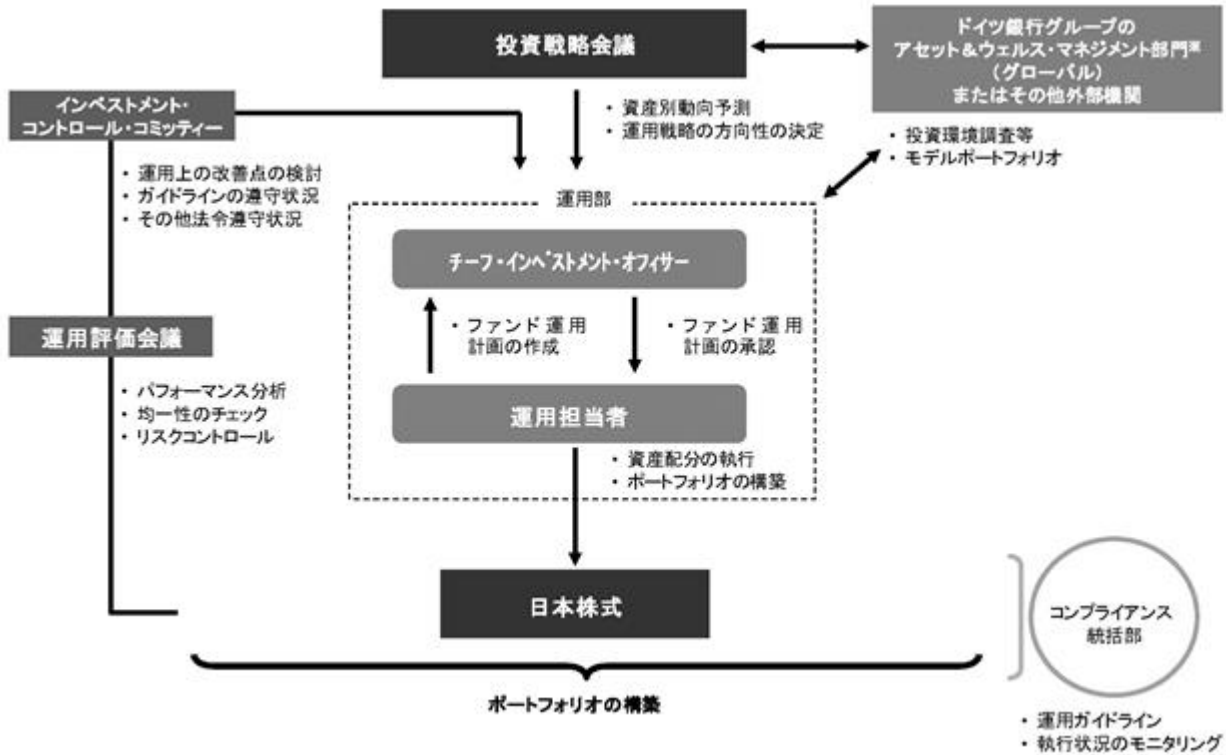 投資戦略会議
ドイツ銀行グループの
アセット&ウェルス・マネジメント部門※
(グローバル)
またはその他外部機関
インベストメント・
コントロール・コミッティー
・ 資産別動向予測
・ 運用戦略の方向性の決定
・ 投資環境調査等
・ モデルポートフォリオ
・ 運用上の改善点の検討
・ ガイドラインの遵守状況
・ その他法令遵守状況
運用部
チーフ・インベストメント・オフィサー
・ ファンド運用
計画の作成
・ ファンド運用
計画の承認
運用評価会議
・ パフォーマンス分析
・ 均一性のチェック
・ リスクコントロール
運用担当者
・ 資産配分の執行
・ ポートフォリオの構築
日本株式
コンプライアンス
統括部
ポートフォリオの構築
・ 運用ガイドライン
・ 執行状況のモニタリング